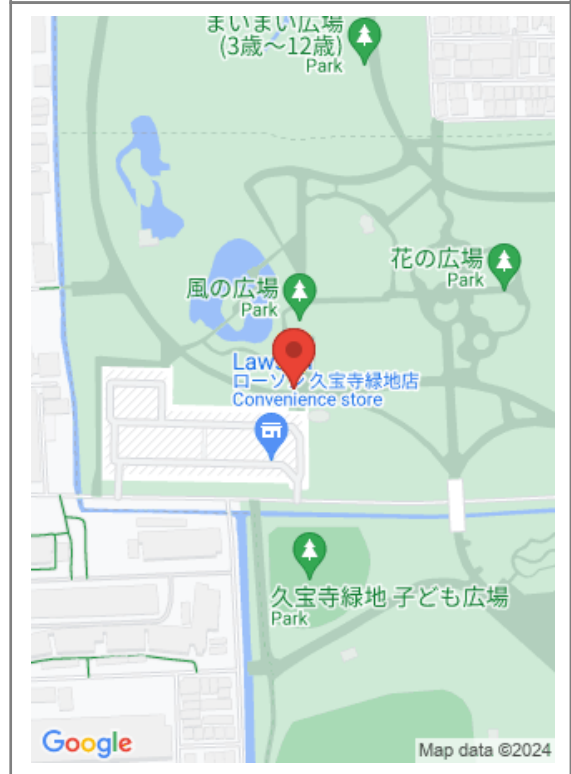 まいまい広場
(3歳〜12歳)
Park
花の広場
Park
風の広場
Park
ローソン 久宝寺緑地店
Convenience store
久宝寺緑地 子ども広場
Park
Google
Map data ©2024